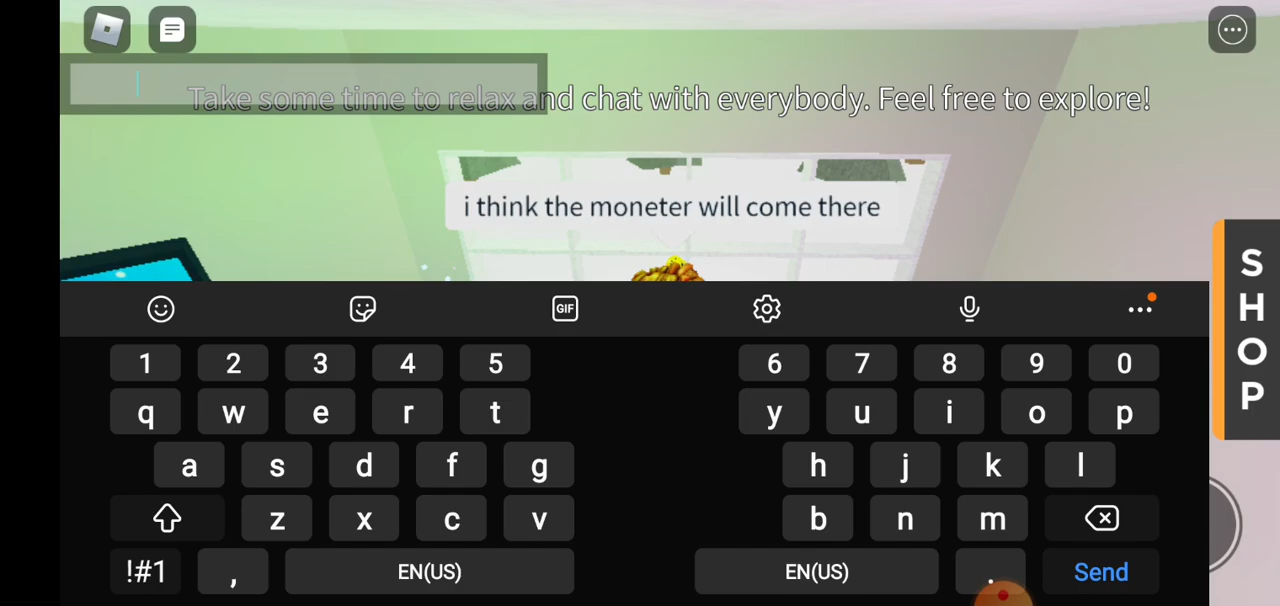 Take some time to relax and chat with everybody. Feel free to explore!
i think the moneter will come there
S
H
O
P
GIF
1 2 3 4 5 6 7 8 9 0
q w e r t y u i o p
a s d f g h j k l
z x c v b n m
!#1 , EN(US) EN(US) . Send